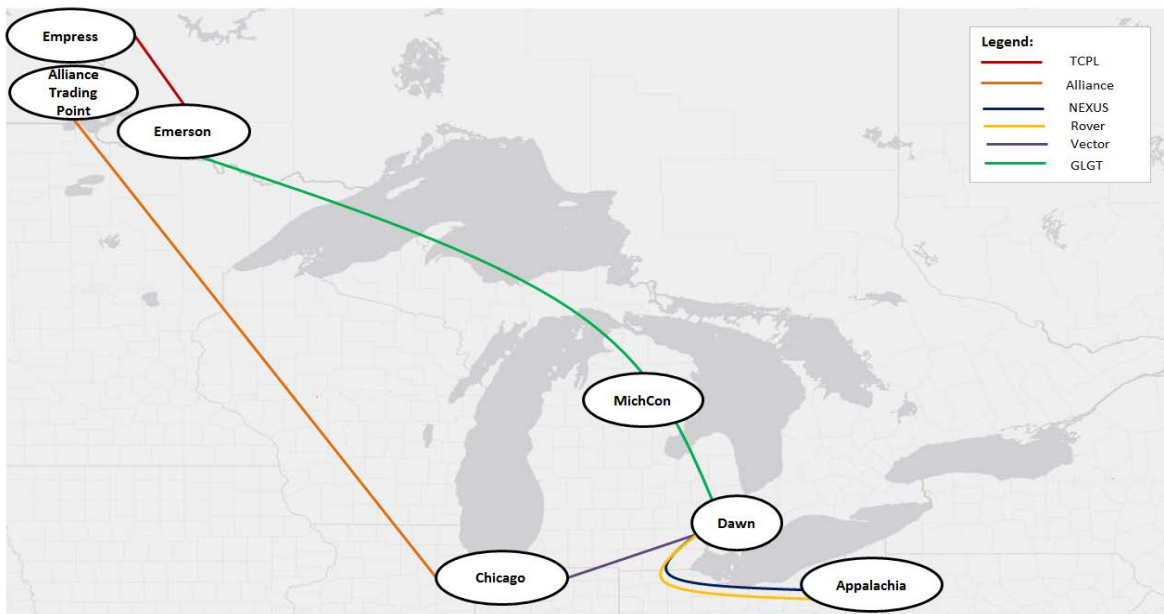 Empress
Alliance
Trading
Point
Emerson
MichCon
Dawn
Chicago
Appalachia
Legend:
TCPL
Alliance
NEXUS
Rover
Vector
GLGT